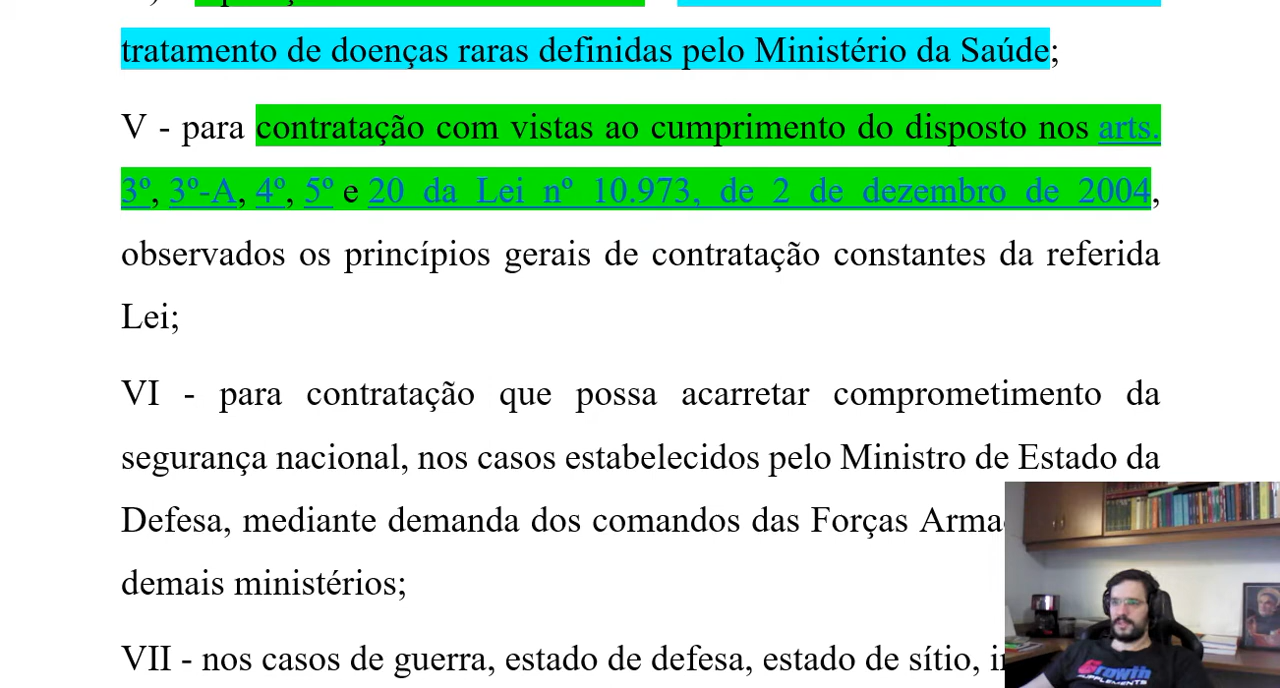 tratamento de doenças raras definidas pelo Ministério da Saúde;
V - para contratação com vistas ao cumprimento do disposto nos arts.
3º, 3º-A, 4º, 5º e 20 da Lei nº 10.973, de 2 de dezembro de 2004,
observados os princípios gerais de contratação constantes da referida
Lei;
VI - para contratação que possa acarretar comprometimento da
segurança nacional, nos casos estabelecidos pelo Ministro de Estado da
Defesa, mediante demanda dos comandos das Forças
demais ministérios;
VII - nos casos de guerra, estado de defesa, estado de sítio,
Growth
SUPPLEMENTS